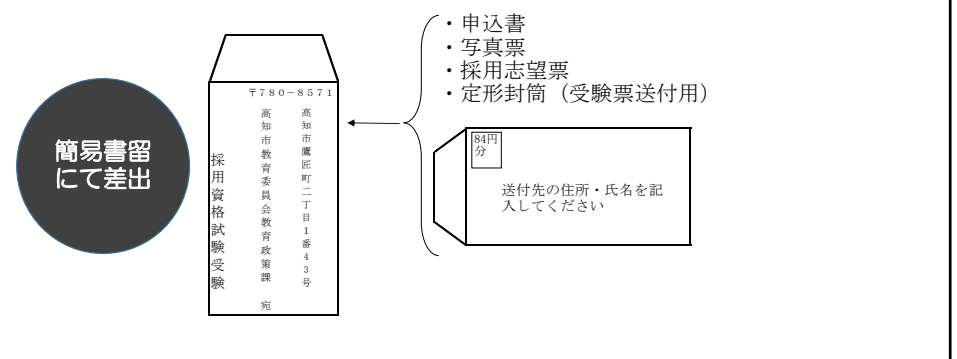 簡易書留
にて差出
〒780-8571
高知市鷹匠町二丁目1番43号
高知市教育委員会教育政策課 宛
採用資格試験受験
・申込書
・写真票
・採用志望票
・定形封筒（受験票送付用）
84円
分
送付先の住所・氏名を記
入してください